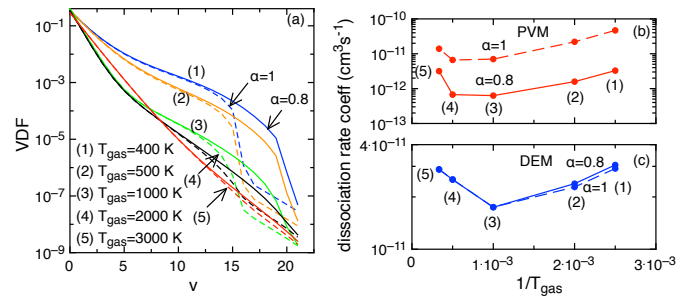 (a)
VDF
10⁻¹
10⁻³
10⁻⁵
10⁻⁷
10⁻⁹
0 5 10 15 20
v
(1)
(2)
(3)
(4)
(5)
α=1
α=0.8
(1) T_gas=400 K
(2) T_gas=500 K
(3) T_gas=1000 K
(4) T_gas=2000 K
(5) T_gas=3000 K
dissociation rate coeff (cm³s⁻¹)
10⁻¹⁰
10⁻¹¹
10⁻¹²
10⁻¹³
PVM (b)
α=1
α=0.8
(5)
(4)
(3)
(2)
(1)
4·10⁻¹¹
10⁻¹¹
DEM (c)
α=0.8
α=1
(5)
(4)
(3)
(2)
(1)
0 1·10⁻³ 2·10⁻³ 3·10⁻³
1/T_gas